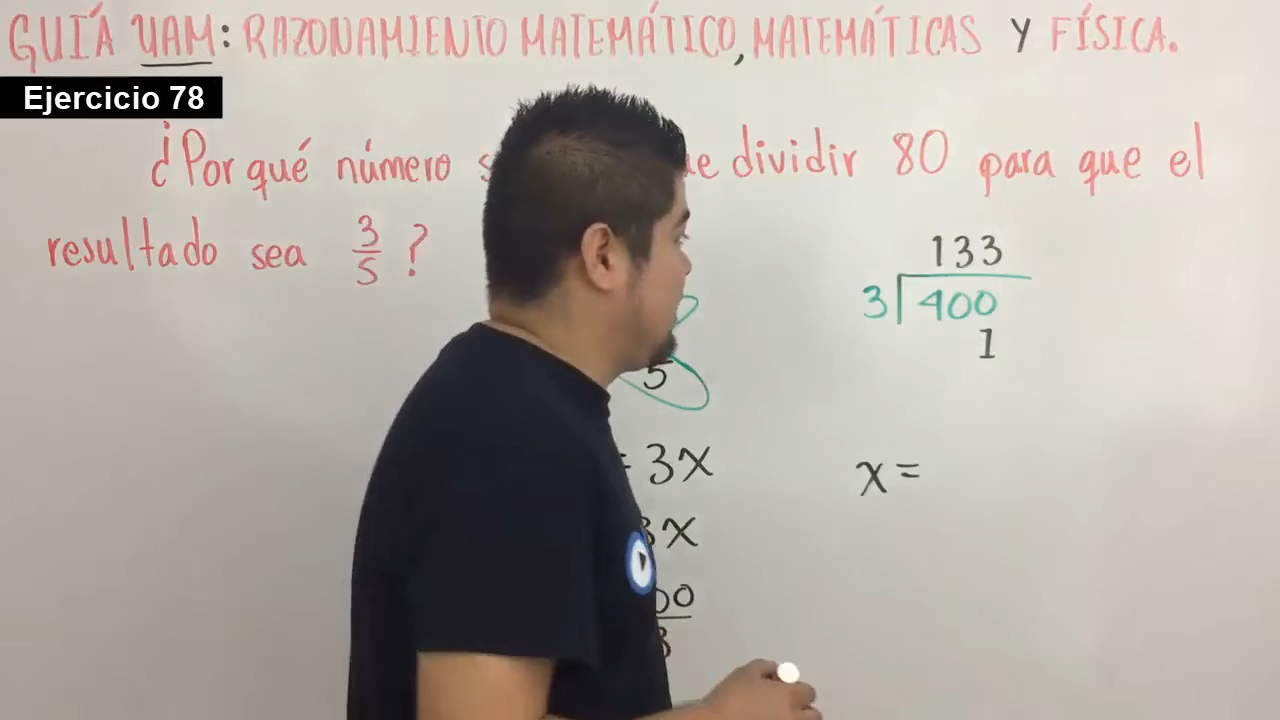 GUÍA UAM: RAZONAMIENTO MATEMÁTICO, MATEMÁTICAS Y FÍSICA.
Ejercicio 78
¿Por qué número dividir 80 para que el
resultado sea 3/5 ?
133
3 400
1
5
3X
X
x =